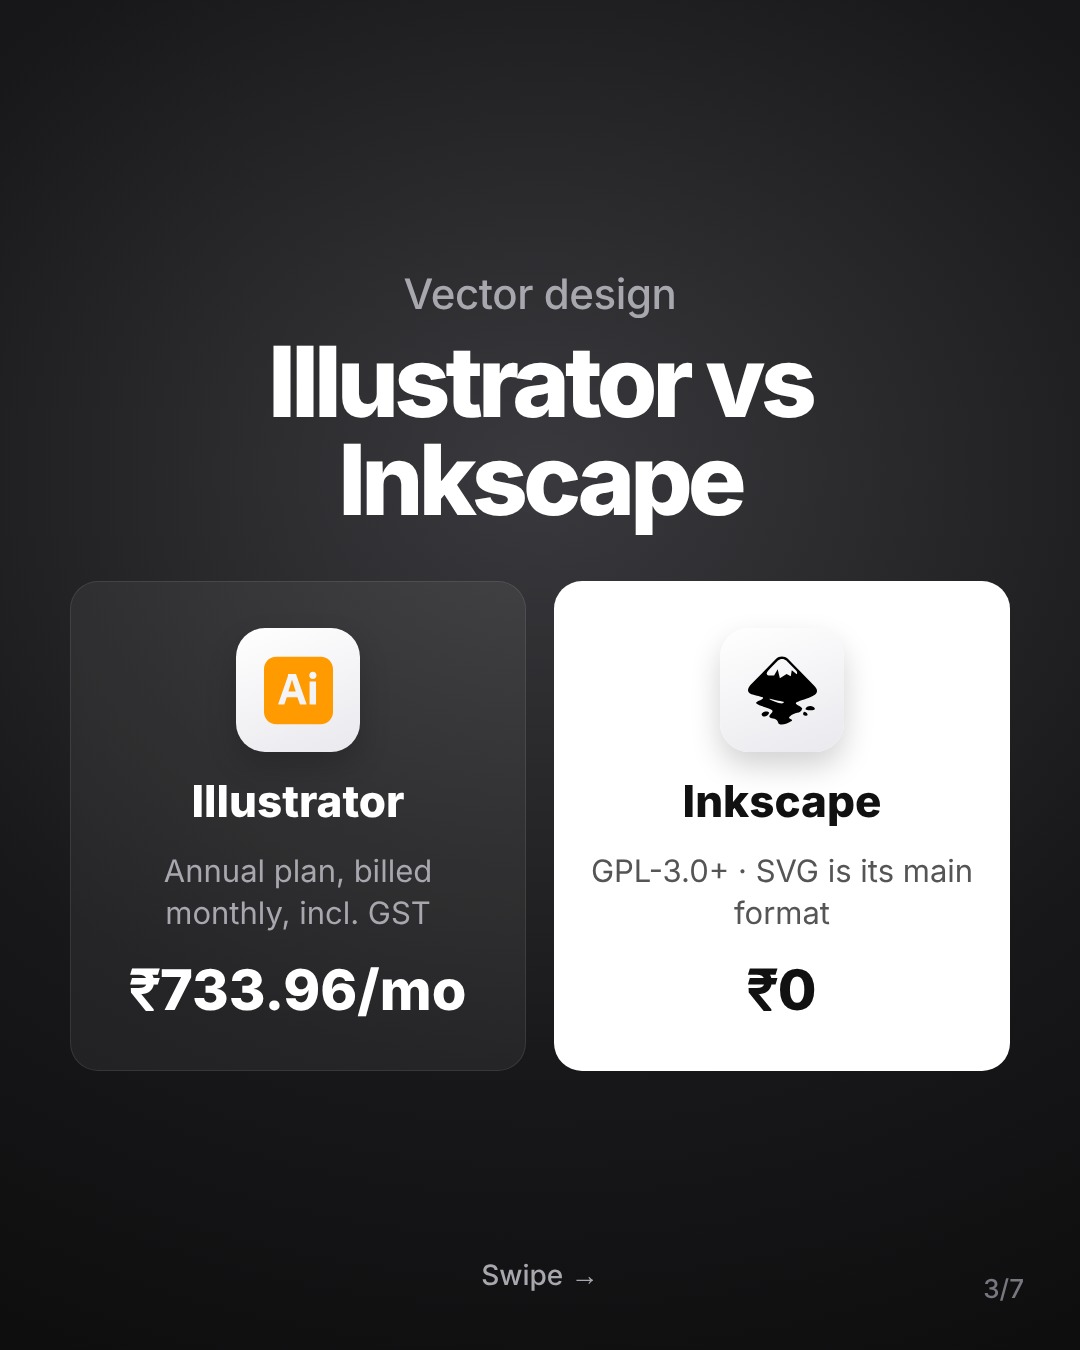 Vector design
Illustrator vs
Inkscape
Ai
Illustrator
Annual plan, billed
monthly, incl. GST
₹733.96/mo
Inkscape
GPL-3.0+ · SVG is its main
format
₹0
Swipe →
3/7